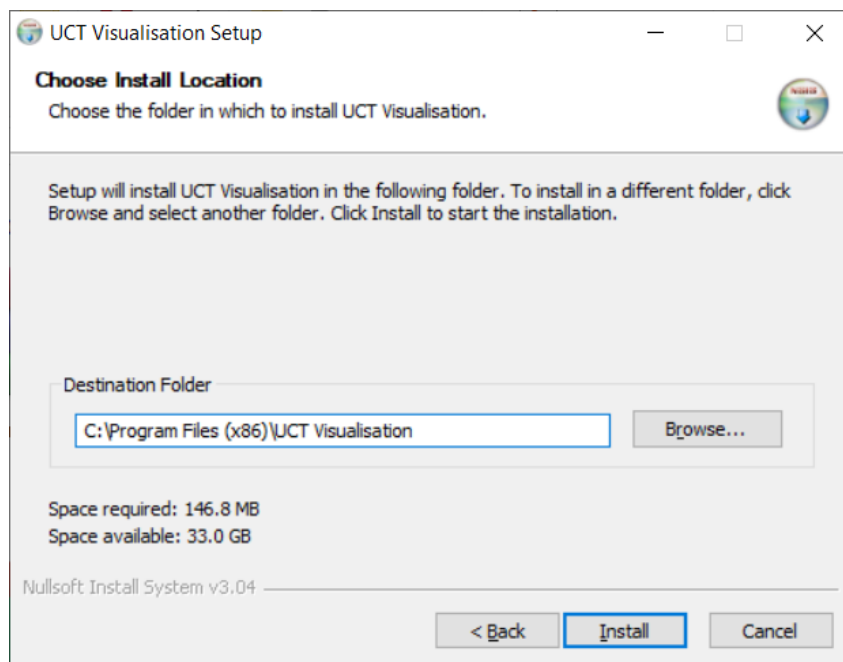 UCT Visualisation Setup
Choose Install Location
Choose the folder in which to install UCT Visualisation.
Setup will install UCT Visualisation in the following folder. To install in a different folder, click
Browse and select another folder. Click Install to start the installation.
Destination Folder
C:\Program Files (x86)\UCT Visualisation
Browse...
Space required: 146.8 MB
Space available: 33.0 GB
Nullsoft Install System v3.04
< Back
Install
Cancel